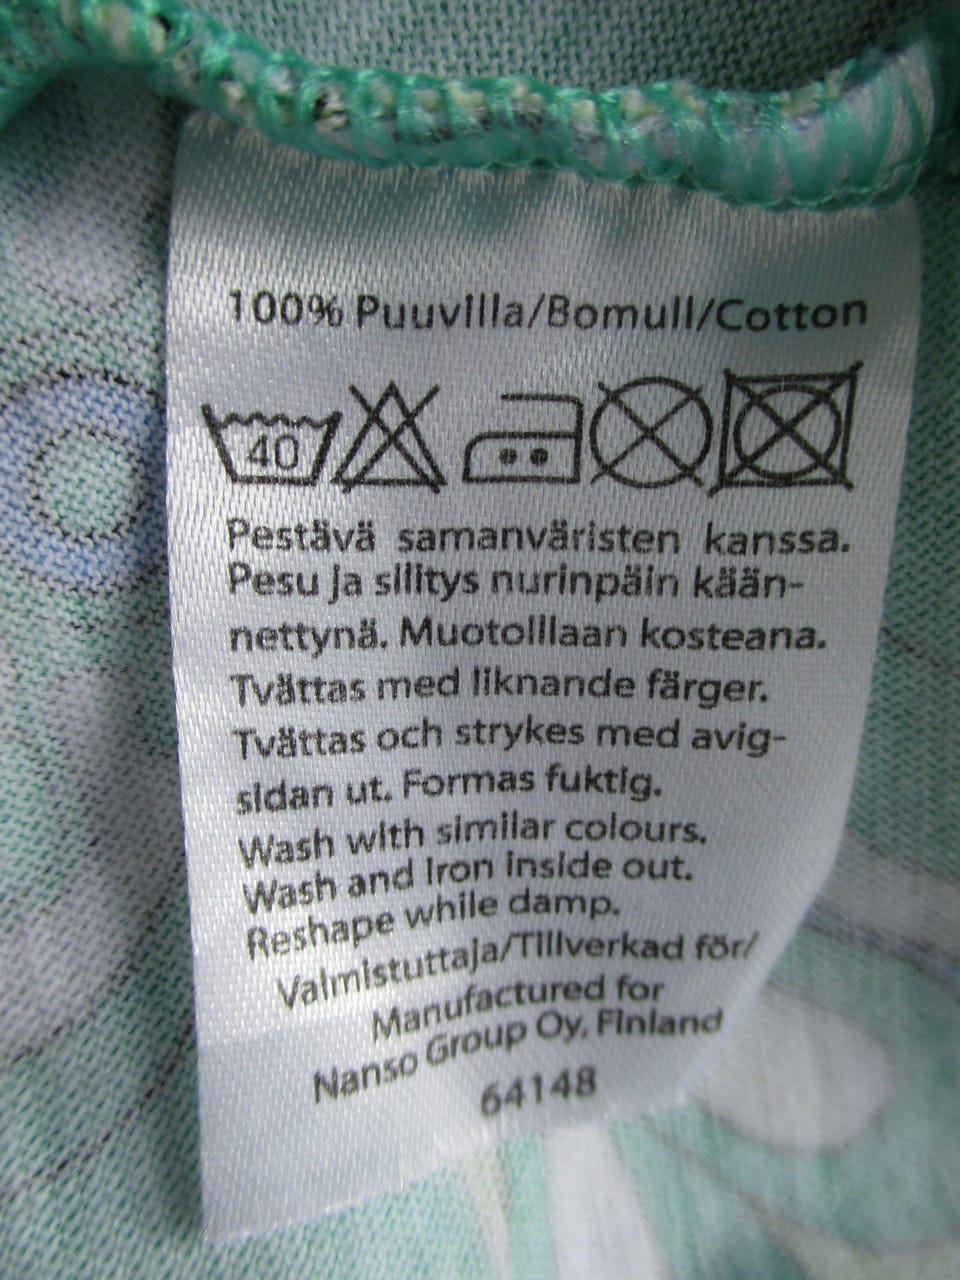 100% Puuvilla/Bomull/Cotton
40
Pestävä samanväristen kanssa.
Pesu ja silitys nurinpäin kään-
nettynä. Muotoillaan kosteana.
Tvättas med liknande färger.
Tvättas och strykes med avig-
sidan ut. Formas fuktig.
Wash with similar colours.
Wash and iron inside out.
Reshape while damp.
Valmistuttaja/Tillverkad för/
Manufactured for
Nanso Group Oy, Finland
64148